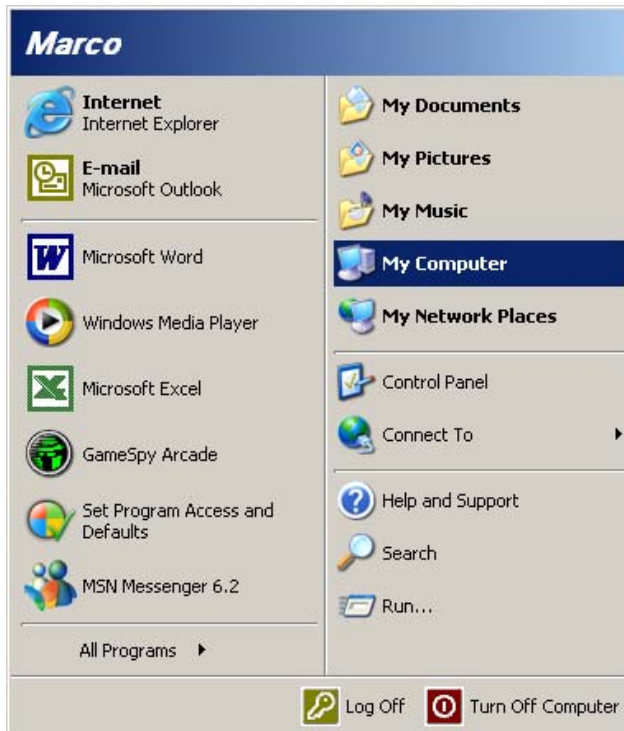 Marco
Internet
Internet Explorer
E-mail
Microsoft Outlook
Microsoft Word
Windows Media Player
Microsoft Excel
GameSpy Arcade
Set Program Access and
Defaults
MSN Messenger 6.2
All Programs
My Documents
My Pictures
My Music
My Computer
My Network Places
Control Panel
Connect To
Help and Support
Search
Run...
Log Off
Turn Off Computer